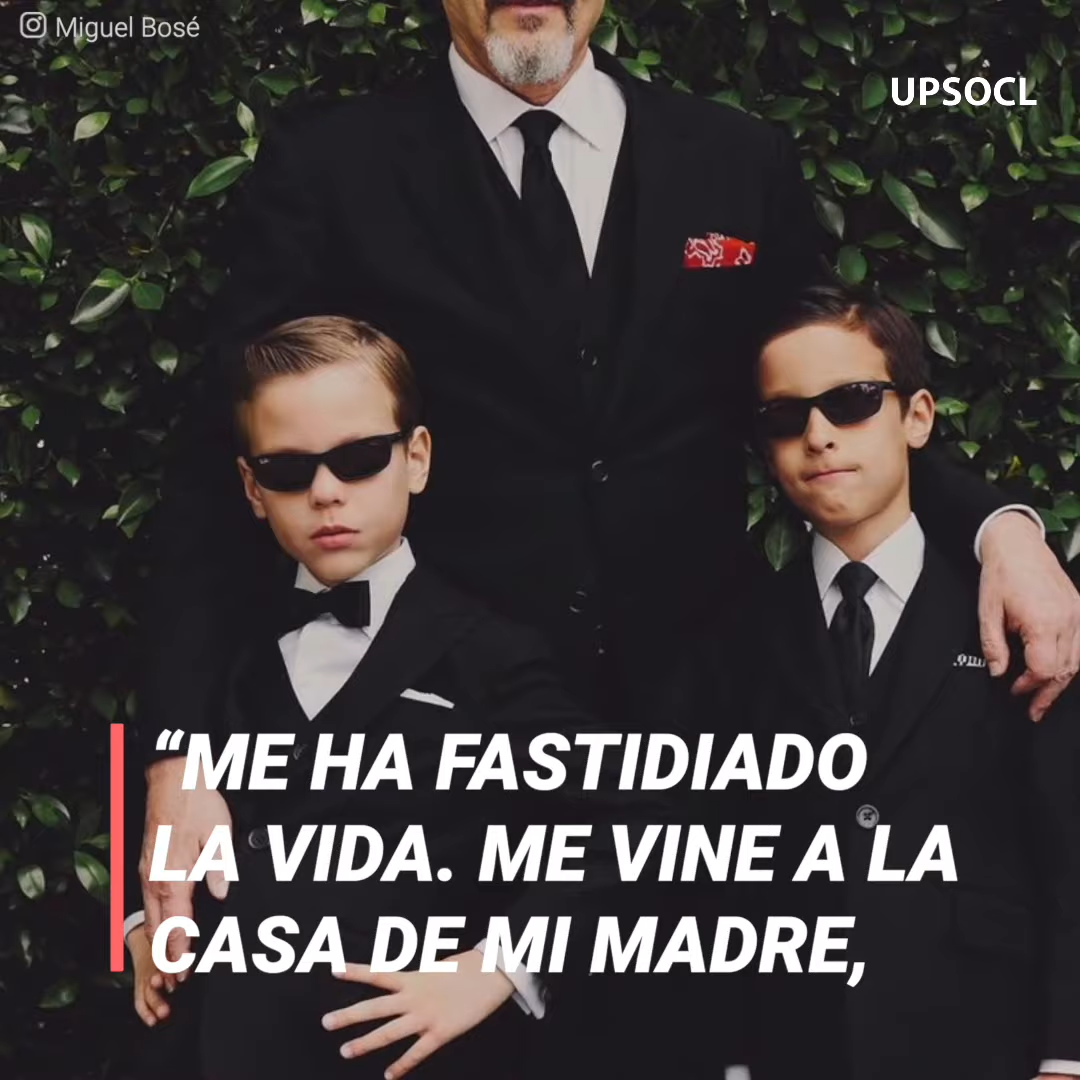 Miguel Bosé
UPSOCL
“ME HA FASTIDIADO
LA VIDA. ME VINE A LA
CASA DE MI MADRE,